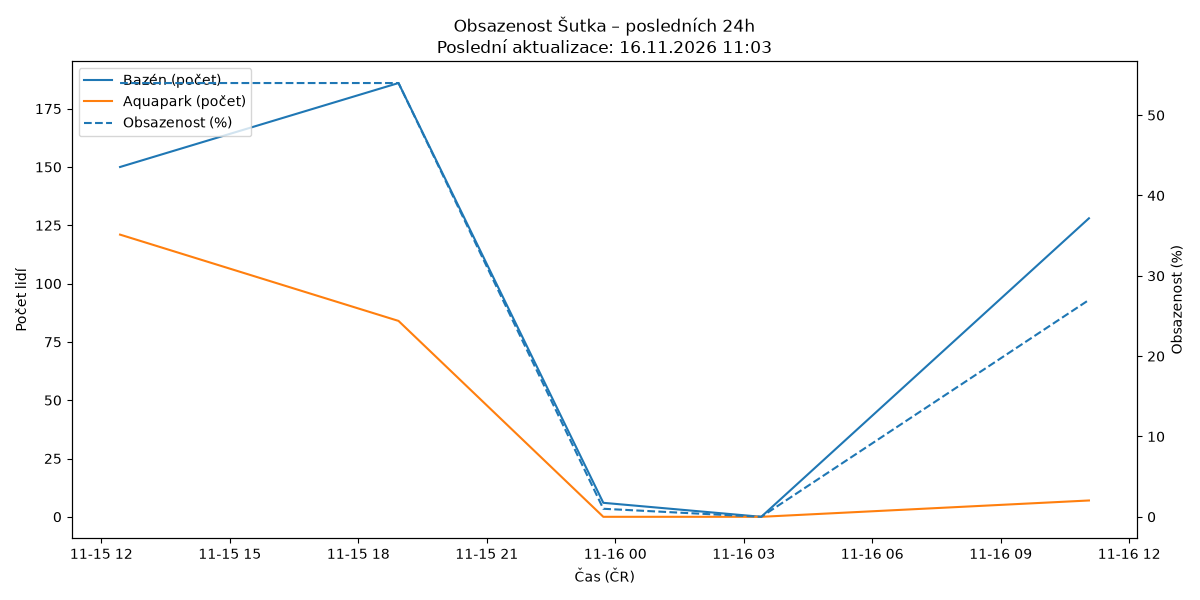 Obsazenost Šutka – posledních 24h
Poslední aktualizace: 16.11.2026 11:03
Bazén (počet)
Aquapark (počet)
Obsazenost (%)
Počet lidí
175
150
125
100
75
50
25
0
50
40
30
20
10
0
Obsazenost (%)
11-15 12
11-15 15
11-15 18
11-15 21
11-16 00
11-16 03
11-16 06
11-16 09
11-16 12
Čas (ČR)